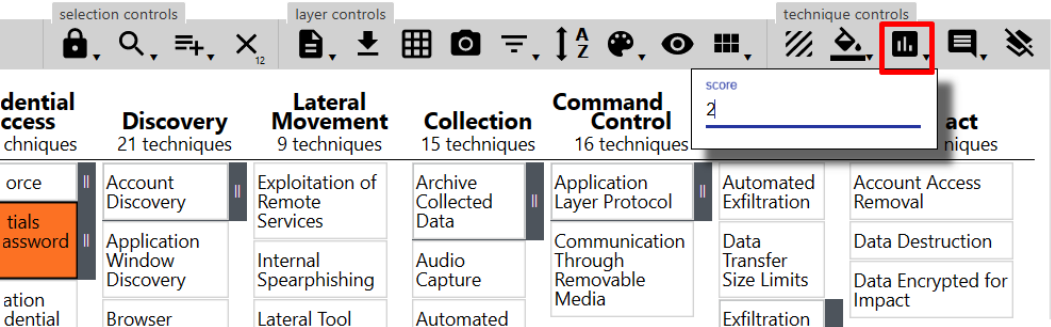 selection controls
layer controls
technique controls
12
A
Z
score
2
dential
ccess
chniques
Discovery
21 techniques
Lateral
Movement
9 techniques
Collection
15 techniques
Command
Control
16 techniques
act
niques
orce
tials
assword
ation
dential
Account
Discovery
Application
Window
Discovery
Browser
Exploitation of
Remote
Services
Internal
Spearphishing
Lateral Tool
Archive
Collected
Data
Audio
Capture
Automated
Application
Layer Protocol
Communication
Through
Removable
Media
Automated
Exfiltration
Data
Transfer
Size Limits
Exfiltration
Account Access
Removal
Data Destruction
Data Encrypted for
Impact